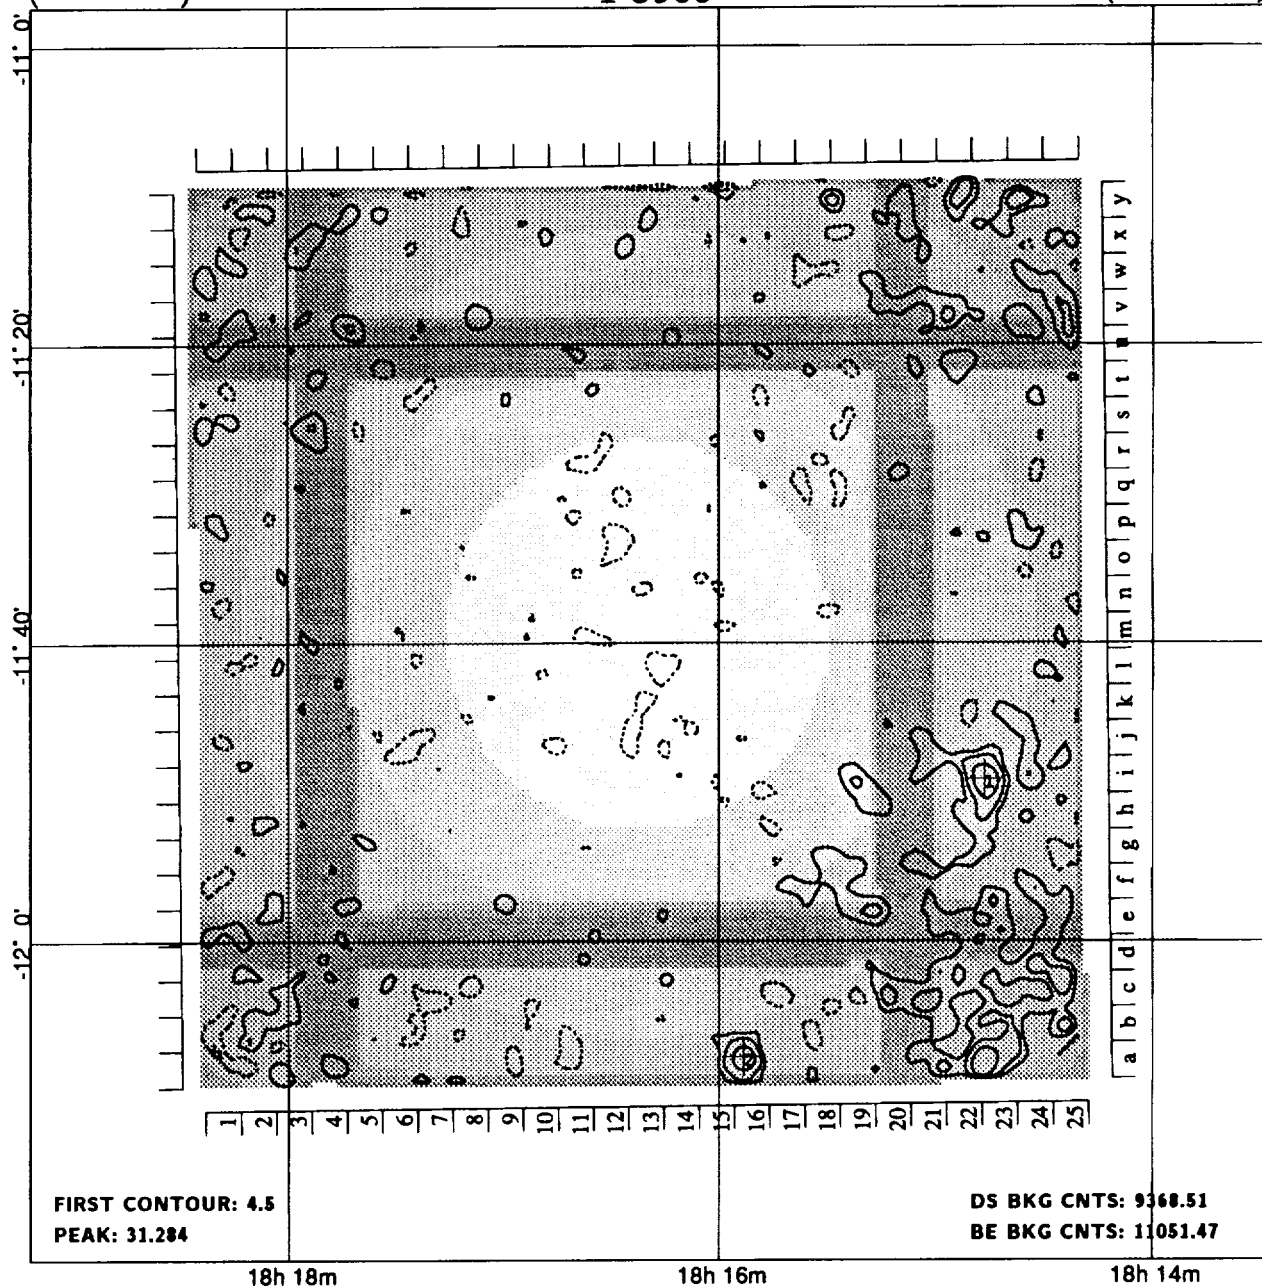 -11° 0'
-11° 20'
-11° 40'
-12° 0'
y
x
w
v
u
t
s
r
q
p
o
n
m
l
k
j
i
h
g
f
e
d
c
b
a
1
2
1 2 3 4 5 6 7 8 9 10 11 12 13 14 15 16 17 18 19 20 21 22 23 24 25
FIRST CONTOUR: 4.5
PEAK: 31.284
DS BKG CNTS: 9368.51
BE BKG CNTS: 11051.47
18h 18m
18h 16m
18h 14m